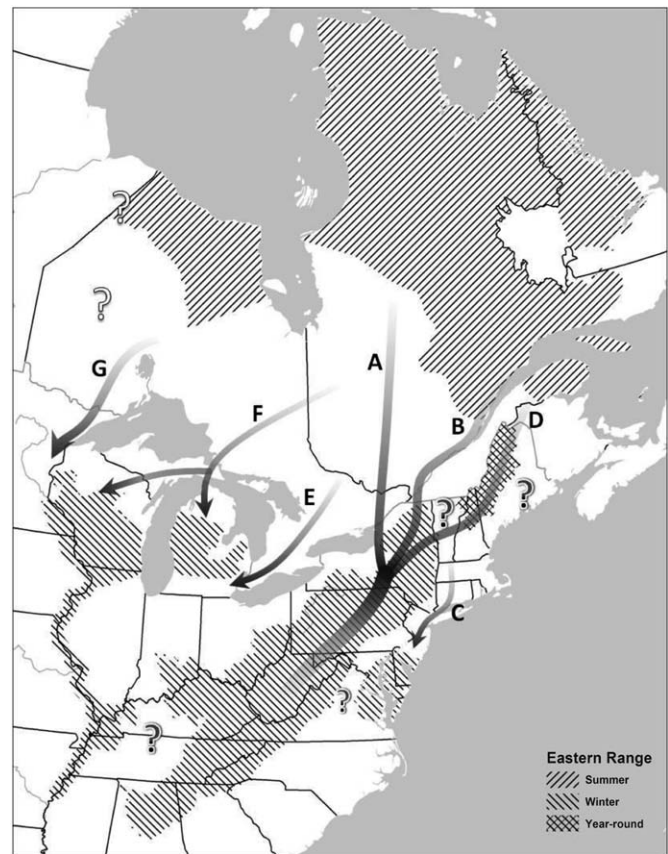 ?
?
G
A
F
B
D
E
?
?
C
?
?
Eastern Range
Summer
Winter
Year-round